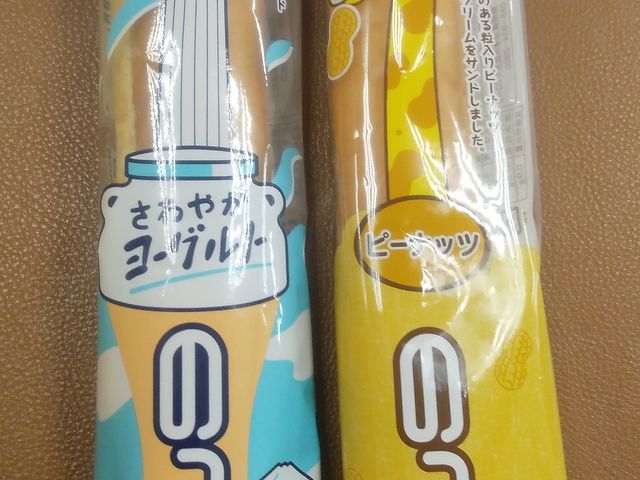 さわやか
ヨーグルト
のっ
のある粒入りピーナッツ
クリームをサンドしました。
ピーナッツ
のっ